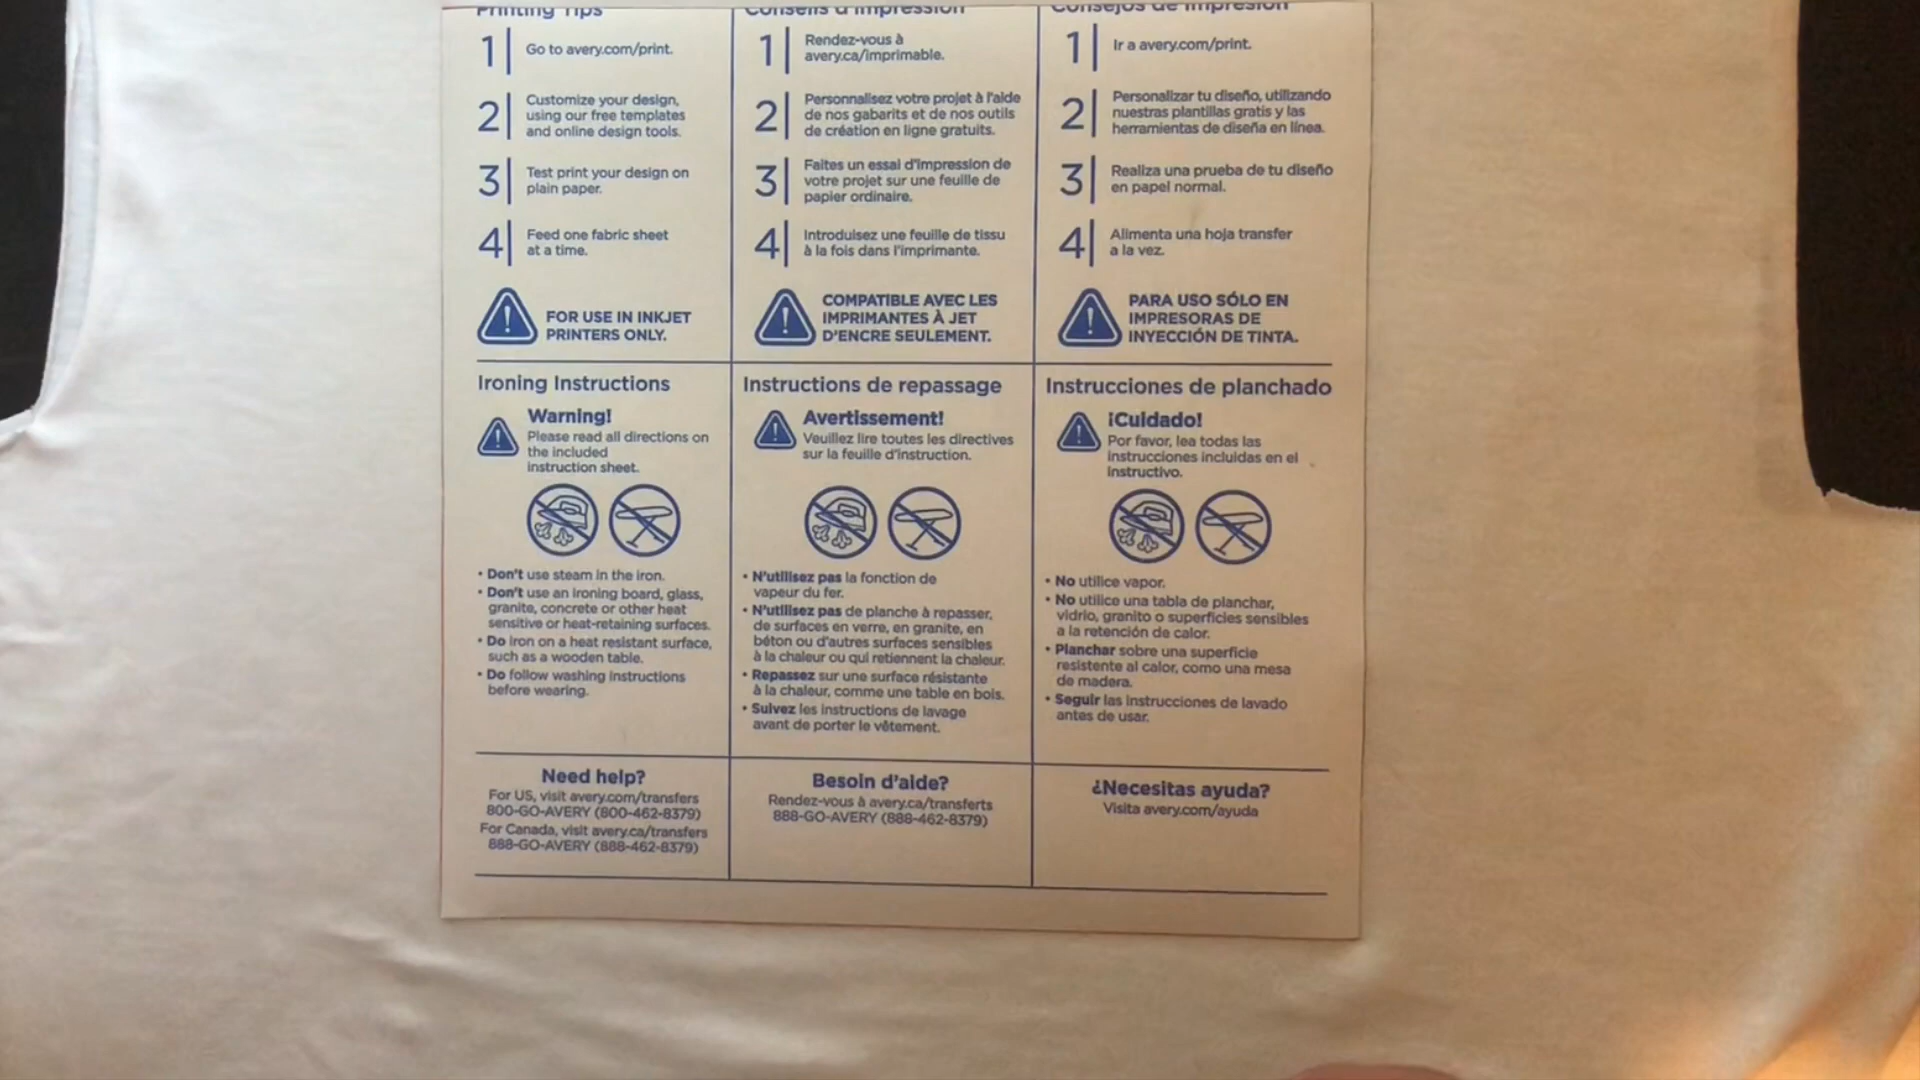 Printing Tips
1 Go to avery.com/print.
2 Customize your design,
using our free templates
and online design tools.
3 Test print your design on
plain paper.
4 Feed one fabric sheet
at a time.
FOR USE IN INKJET
PRINTERS ONLY.
Ironing Instructions
Warning!
Please read all directions on
the included
instruction sheet.
• Don't use steam in the iron.
• Don't use an ironing board, glass,
granite, concrete or other heat
sensitive or heat-retaining surfaces.
• Do iron on a heat resistant surface,
such as a wooden table.
• Do follow washing instructions
before wearing.
Need help?
For US, visit avery.com/transfers
800-GO-AVERY (800-462-8379)
For Canada, visit avery.ca/transfers
888-GO-AVERY (888-462-8379)
Conseils d'impression
1 Rendez-vous à
avery.ca/imprimable.
2 Personnalisez votre projet à l'aide
de nos gabarits et de nos outils
de création en ligne gratuits.
3 Faites un essai d'impression de
votre projet sur une feuille de
papier ordinaire.
4 Introduisez une feuille de tissu
à la fois dans l'imprimante.
COMPATIBLE AVEC LES
IMPRIMANTES À JET
D'ENCRE SEULEMENT.
Instructions de repassage
Avertissement!
Veuillez lire toutes les directives
sur la feuille d'instruction.
• N'utilisez pas la fonction de
vapeur du fer.
• N'utilisez pas de planche à repasser,
de surfaces en verre, en granite, en
béton ou d'autres surfaces sensibles
à la chaleur ou qui retiennent la chaleur.
• Repassez sur une surface résistante
à la chaleur, comme une table en bois.
• Suivez les instructions de lavage
avant de porter le vêtement.
Besoin d'aide?
Rendez-vous à avery.ca/transferts
888-GO-AVERY (888-462-8379)
Consejos de impresión
1 Ir a avery.com/print.
2 Personalizar tu diseño, utilizando
nuestras plantillas gratis y las
herramientas de diseña en línea.
3 Realiza una prueba de tu diseño
en papel normal.
4 Alimenta una hoja transfer
a la vez.
PARA USO SÓLO EN
IMPRESORAS DE
INYECCIÓN DE TINTA.
Instrucciones de planchado
¡Cuidado!
Por favor, lea todas las
instrucciones incluidas en el
instructivo.
• No utilice vapor.
• No utilice una tabla de planchar,
vidrio, granito o superficies sensibles
a la retención de calor.
• Planchar sobre una superficie
resistente al calor, como una mesa
de madera.
• Seguir las instrucciones de lavado
antes de usar.
¿Necesitas ayuda?
Visita avery.com/ayuda